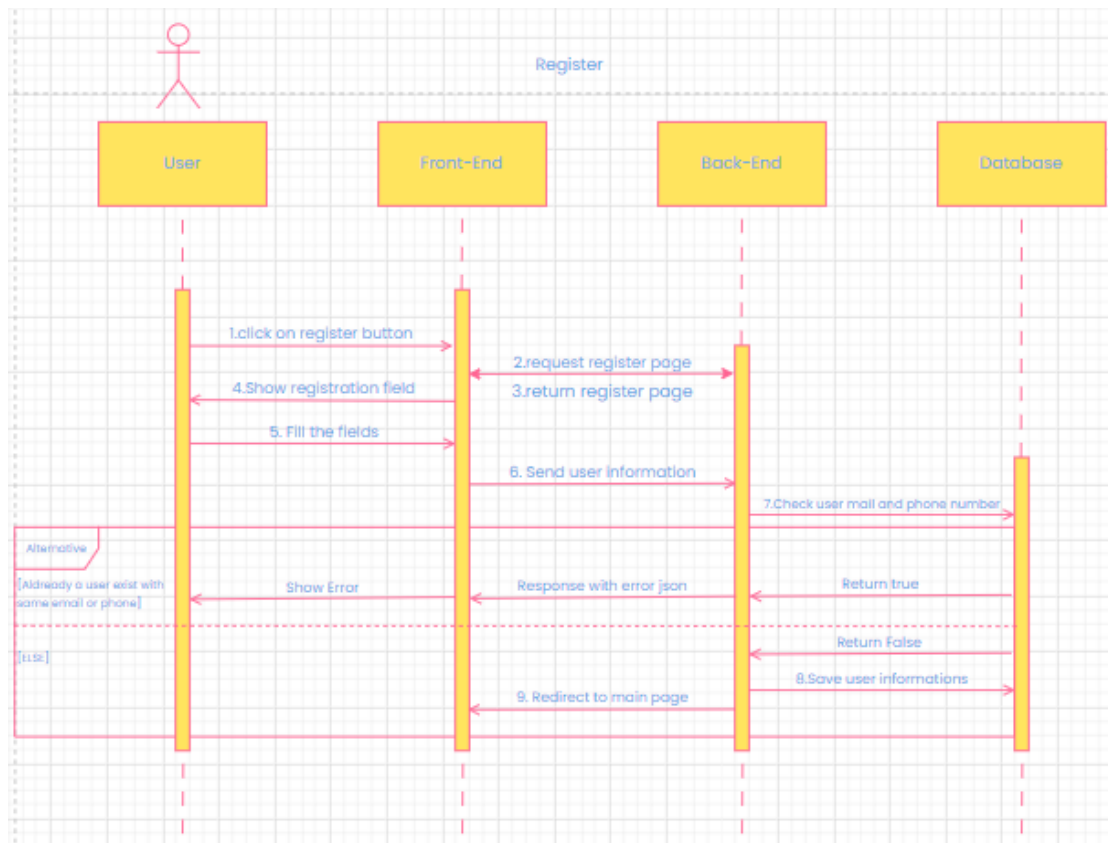 Register
User
Front-End
Back-End
Database
1.click on register button
2.request register page
4.Show registration field
3.return register page
5. Fill the fields
6. Send user information
7.Check user mail and phone number
Alternative
[Aldready a user exist with
same email or phone]
Show Error
Response with error json
Return true
Return False
[ELSE]
8.Save user informations
9. Redirect to main page